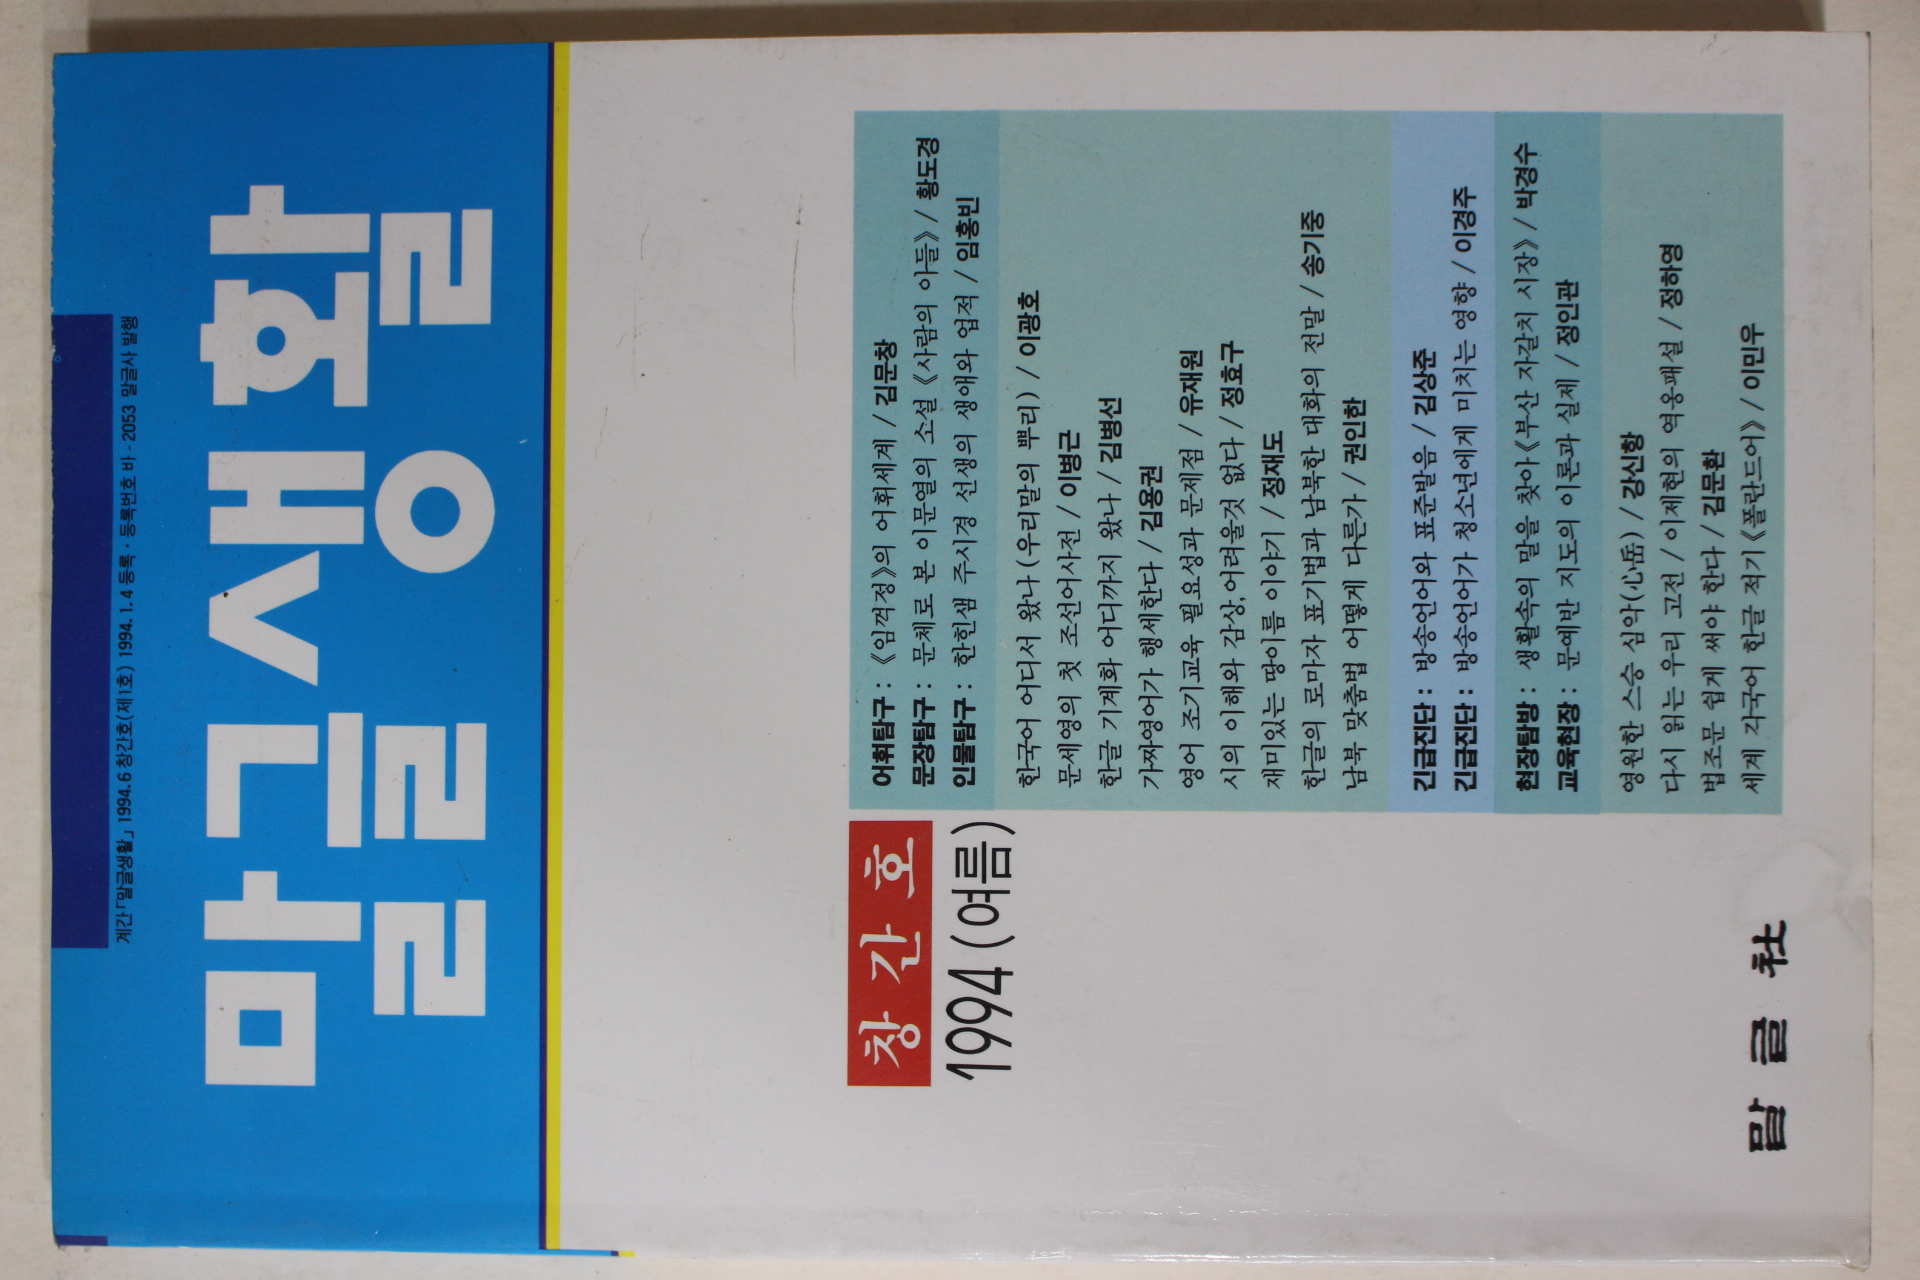 계간「말글생활」 1994.6 창간호(제1호) 1994. 1. 4 등록 · 등록번호 바 - 2053 말글사 발행
말글생활
창간호
1994 (여름)
어휘탐구 : 《임꺽정》의 어휘세계 / 김문창
문장탐구 : 문체로 본 이문열의 소설 《사람의 아들》 / 황도경
인물탐구 : 한힌샘 주시경 선생의 생애와 업적 / 임홍빈
한국어 어디서 왔나 (우리말의 뿌리) / 이광호
문세영의 첫 조선어사전 / 이병근
한글 기계화 어디까지 왔나 / 김병선
가짜영어가 행세한다 / 김용권
영어 조기교육 필요성과 문제점 / 유재원
시의 이해와 감상, 어려울것 없다 / 정효구
재미있는 땅이름 이야기 / 정재도
한글의 로마자 표기법과 남북한 대화의 전말 / 송기중
남북 맞춤법 어떻게 다른가 / 권인한
긴급진단 : 방송언어와 표준발음 / 김상준
긴급진단 : 방송언어가 청소년에게 미치는 영향 / 이경주
현장탐방 : 생활속의 말을 찾아《부산 자갈치 시장》 / 박경수
교육현장 : 문예반 지도의 이론과 실제 / 정인관
영원한 스승 심악(心岳) / 강신항
다시 읽는 우리 고전 / 이제현의 역옹패설 / 정하영
법조문 쉽게 써야 한다 / 김문환
세계 각국어 한글 적기《폴란드어》 / 이민우
말글社